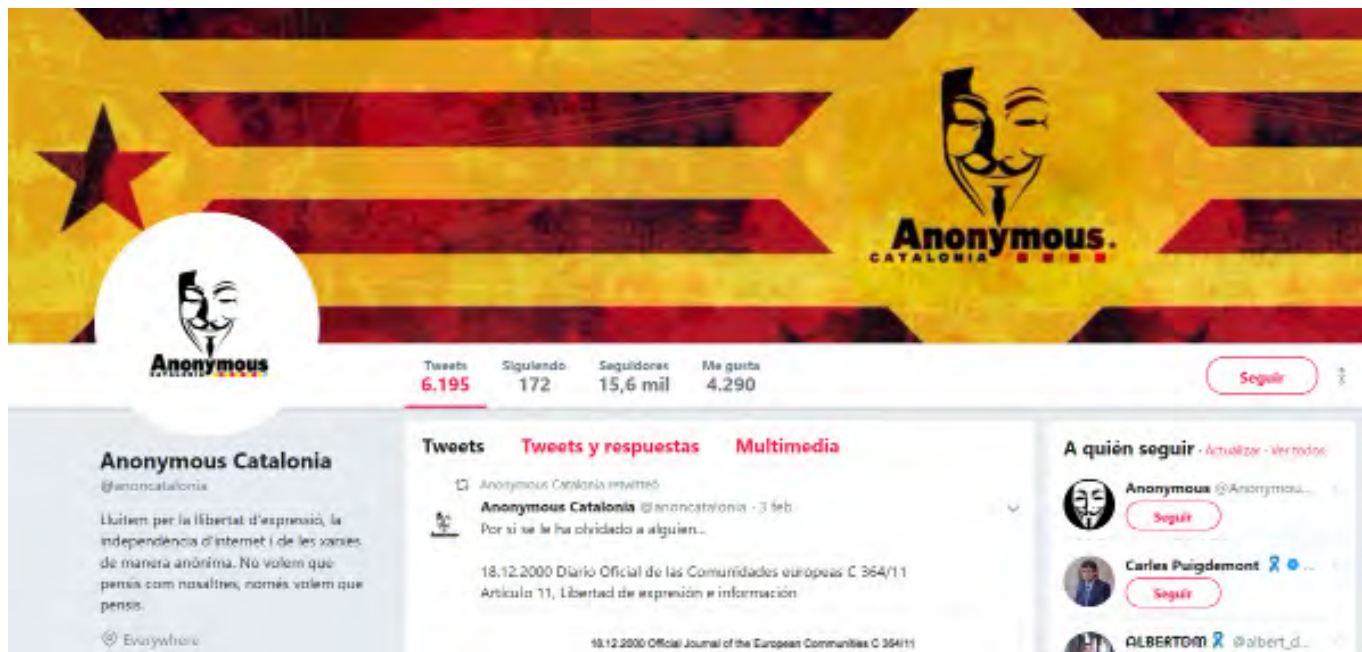 Anonymous.
CATALONIA
Anonymous
CATALONIA
Tweets
6.195
Siguiendo
172
Seguidores
15,6 mil
Me gusta
4.290
Seguir
Anonymous Catalonia
@anoncatalonia
Lluitem per la llibertat d'expressió, la
independència d'internet i de les xarxes
de manera anònima. No volem que
pensis com nosaltres, només volem que
pensis.
Everywhere
Tweets Tweets y respuestas Multimedia
Anonymous Catalonia retwitteó
Anonymous Catalonia @anoncatalonia · 3 feb.
Por si se le ha olvidado a alguien...
18.12.2000 Diario Oficial de las Comunidades europeas C 364/11
Artículo 11, Libertad de expresión e información
18.12.2000 Official Journal of the European Communities C 364/11
A quién seguir · Actualizar · Ver todos
Anonymous @Anonymou...
Seguir
Carles Puigdemont ...
Seguir
ALBERTOM @albert_d...